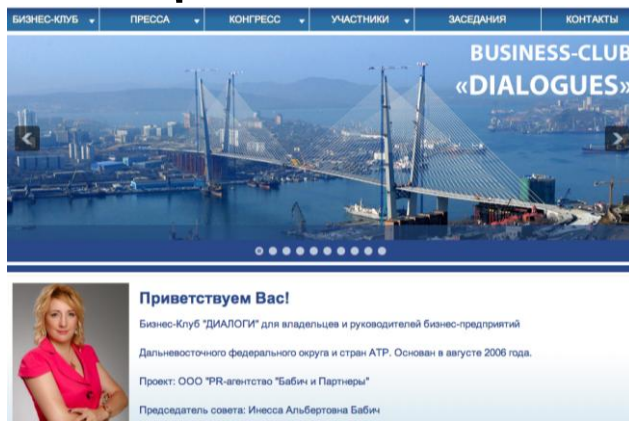 БИЗНЕС-КЛУБ
ПРЕССА
КОНГРЕСС
УЧАСТНИКИ
ЗАСЕДАНИЯ
КОНТАКТЫ
BUSINESS-CLUB
«DIALOGUES»
Приветствуем Вас!
Бизнес-Клуб "ДИАЛОГИ" для владельцев и руководителей бизнес-предприятий
Дальневосточного федерального округа и стран АТР. Основан в августе 2006 года.
Проект: ООО "PR-агентство "Бабич и Партнеры"
Председатель совета: Инесса Альбертовна Бабич